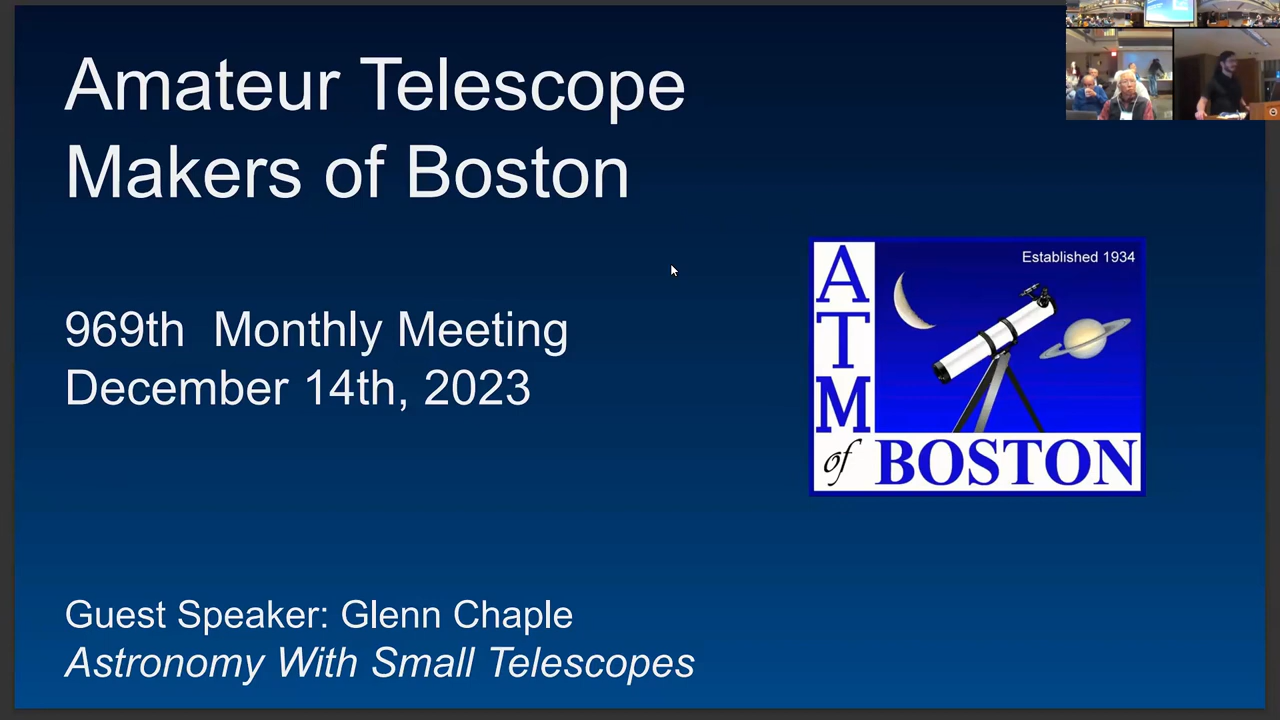 Amateur Telescope
Makers of Boston
Established 1934
ATM
of BOSTON
969th  Monthly Meeting
December 14th, 2023
Guest Speaker: Glenn Chaple
Astronomy With Small Telescopes